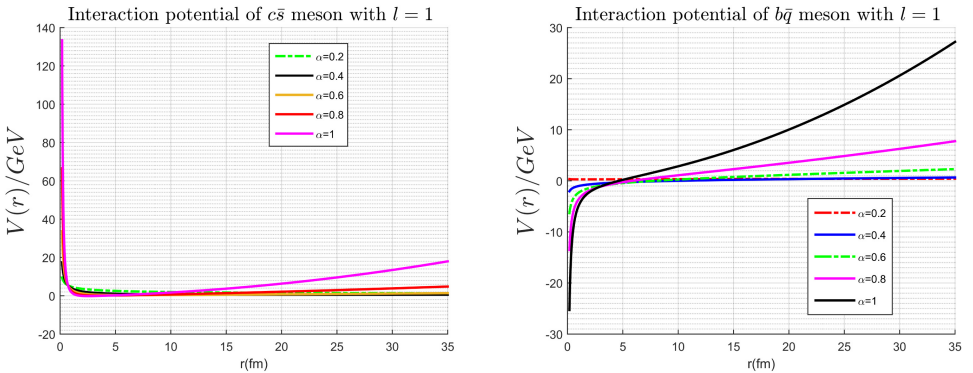 Interaction potential of cs̄ meson with l = 1
V(r)/GeV
140
120
100
80
60
40
20
0
-20
0 5 10 15 20 25 30 35
r(fm)
α=0.2
α=0.4
α=0.6
α=0.8
α=1
Interaction potential of bq̄ meson with l = 1
V(r)/GeV
30
20
10
0
-10
-20
-30
0 5 10 15 20 25 30 35
r(fm)
α=0.2
α=0.4
α=0.6
α=0.8
α=1